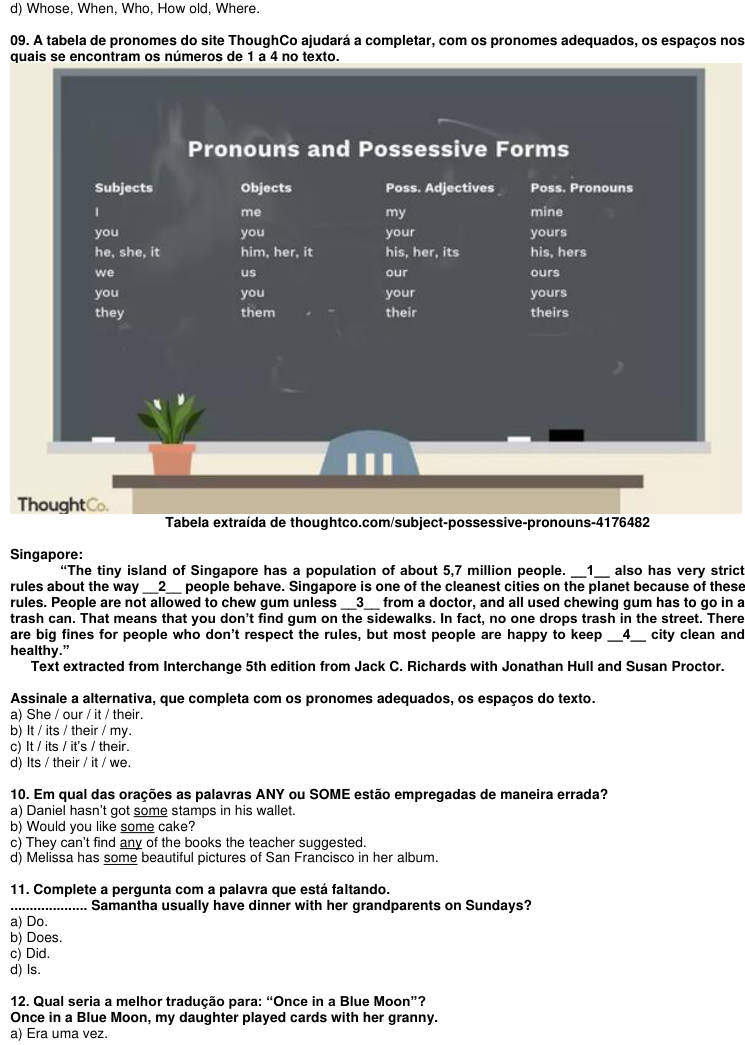 d) Whose, When, Who, How old, Where.
09. A tabela de pronomes do site ThoughCo ajudará a completar, com os pronomes adequados, os espaços nos
quais se encontram os números de 1 a 4 no texto.
Pronouns and Possessive Forms
Subjects Objects Poss. Adjectives Poss. Pronouns
I me my mine
you you your yours
he, she, it him, her, it his, her, its his, hers
we us our ours
you you your yours
they them their theirs
ThoughtCo.
Tabela extraída de thoughtco.com/subject-possessive-pronouns-4176482
Singapore:
“The tiny island of Singapore has a population of about 5,7 million people. __1__ also has very strict
rules about the way __2__ people behave. Singapore is one of the cleanest cities on the planet because of these
rules. People are not allowed to chew gum unless __3__ from a doctor, and all used chewing gum has to go in a
trash can. That means that you don’t find gum on the sidewalks. In fact, no one drops trash in the street. There
are big fines for people who don’t respect the rules, but most people are happy to keep __4__ city clean and
healthy.”
Text extracted from Interchange 5th edition from Jack C. Richards with Jonathan Hull and Susan Proctor.
Assinale a alternativa, que completa com os pronomes adequados, os espaços do texto.
a) She / our / it / their.
b) It / its / their / my.
c) It / its / it’s / their.
d) Its / their / it / we.
10. Em qual das orações as palavras ANY ou SOME estão empregadas de maneira errada?
a) Daniel hasn’t got some stamps in his wallet.
b) Would you like some cake?
c) They can’t find any of the books the teacher suggested.
d) Melissa has some beautiful pictures of San Francisco in her album.
11. Complete a pergunta com a palavra que está faltando.
.................... Samantha usually have dinner with her grandparents on Sundays?
a) Do.
b) Does.
c) Did.
d) Is.
12. Qual seria a melhor tradução para: “Once in a Blue Moon”?
Once in a Blue Moon, my daughter played cards with her granny.
a) Era uma vez.